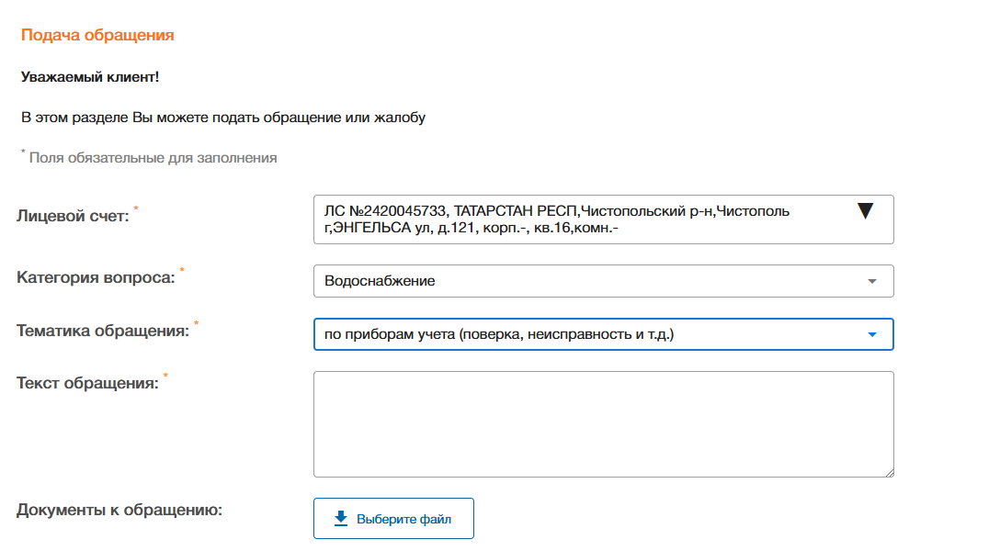 Подача обращения
Уважаемый клиент!
В этом разделе Вы можете подать обращение или жалобу
* Поля обязательные для заполнения
Лицевой счет: *
ЛС №2420045733, ТАТАРСТАН РЕСП,Чистопольский р-н,Чистополь
г,ЭНГЕЛЬСА ул, д.121, корп.-, кв.16,комн.-
Категория вопроса: *
Водоснабжение
Тематика обращения: *
по приборам учета (поверка, неисправность и т.д.)
Текст обращения: *
Документы к обращению:
Выберите файл